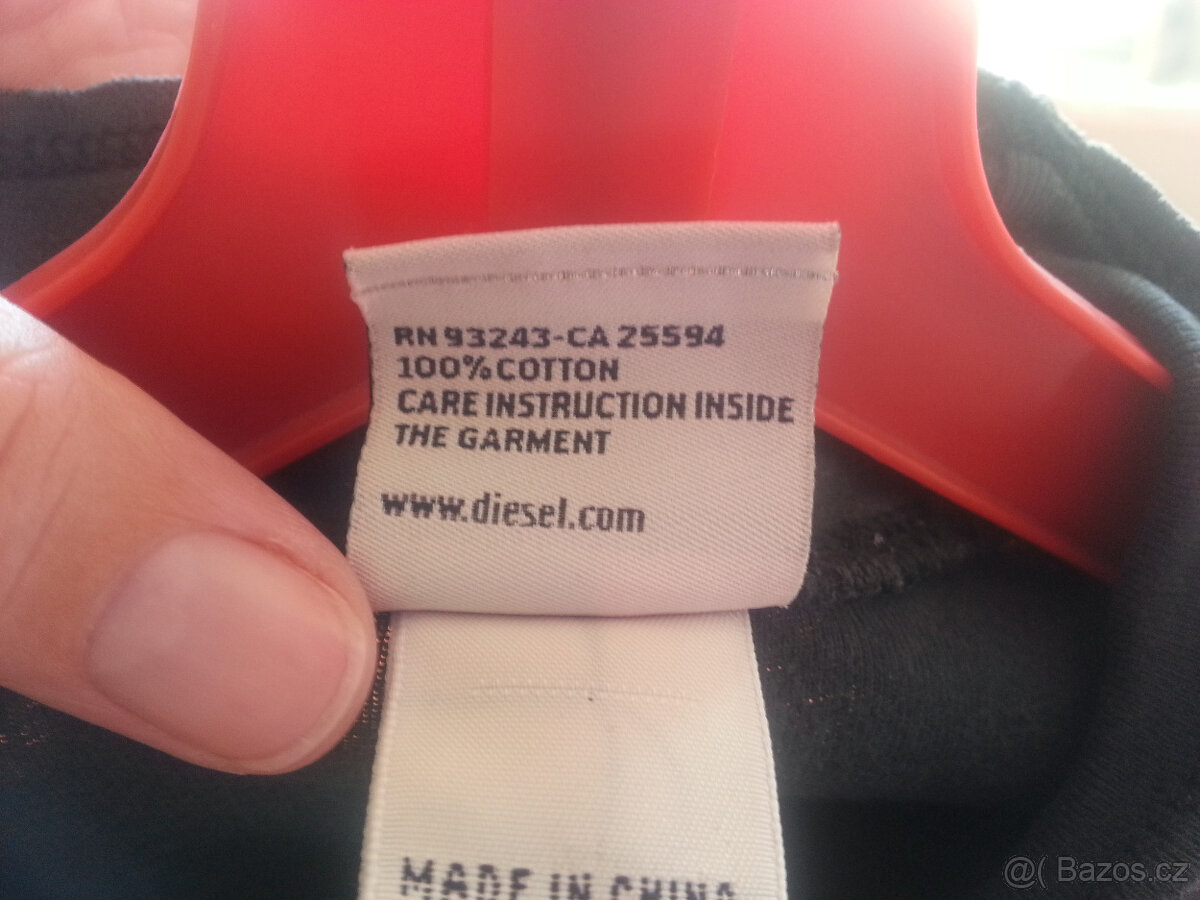 RN 93243-CA 25594
100% COTTON
CARE INSTRUCTION INSIDE
THE GARMENT
www.diesel.com
MADE IN CHINA
@( Bazos.cz